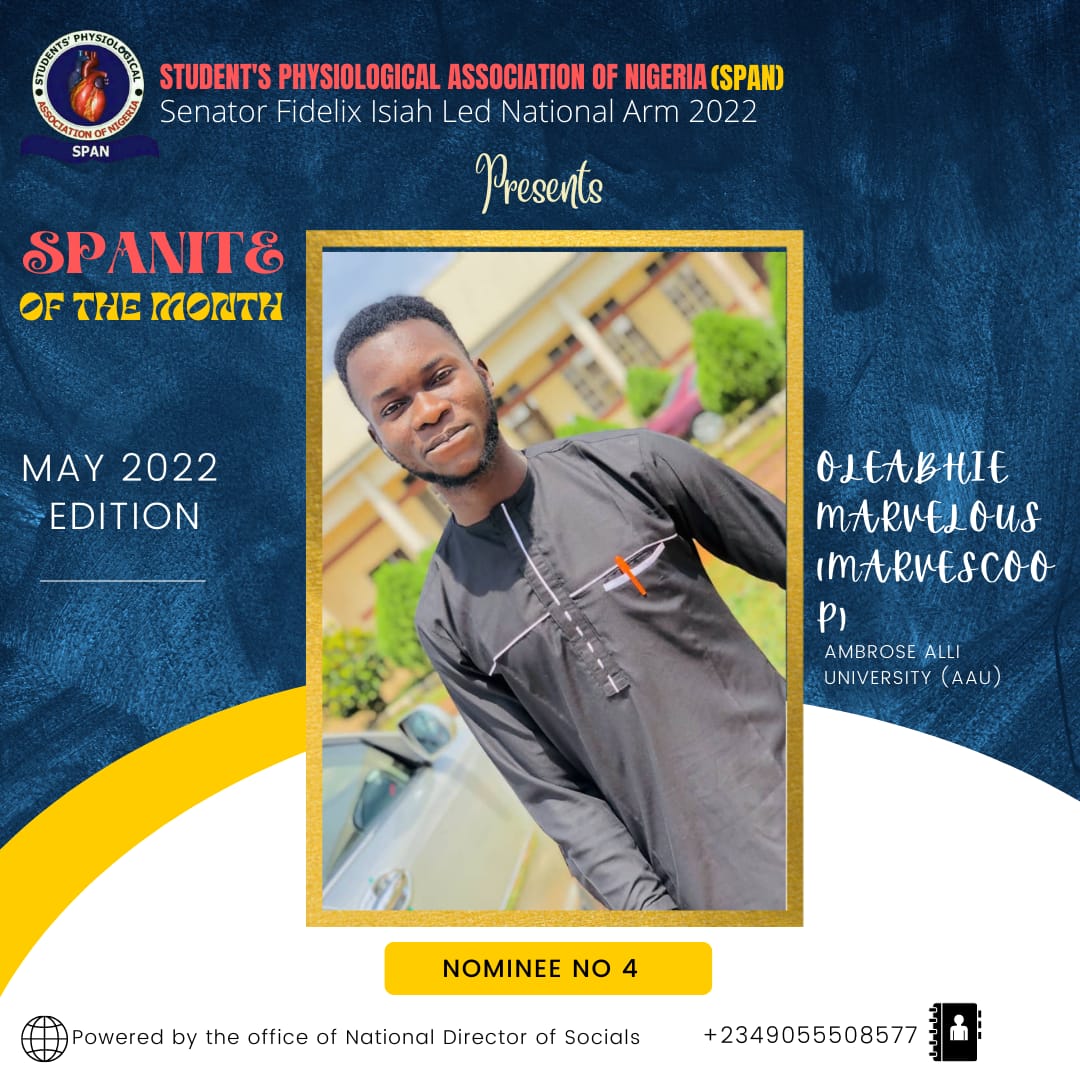 STUDENTS' PHYSIOLOGICAL
ASSOCIATION OF NIGERIA
SPAN
STUDENT'S PHYSIOLOGICAL ASSOCIATION OF NIGERIA (SPAN)
Senator Fidelix Isiah Led National Arm 2022
Presents
SPANITE
OF THE MONTH
MAY 2022
EDITION
OLEABHIE
MARVELOUS
(MARVESCOO
P)
AMBROSE ALLI
UNIVERSITY (AAU)
NOMINEE NO 4
Powered by the office of National Director of Socials
+2349055508577